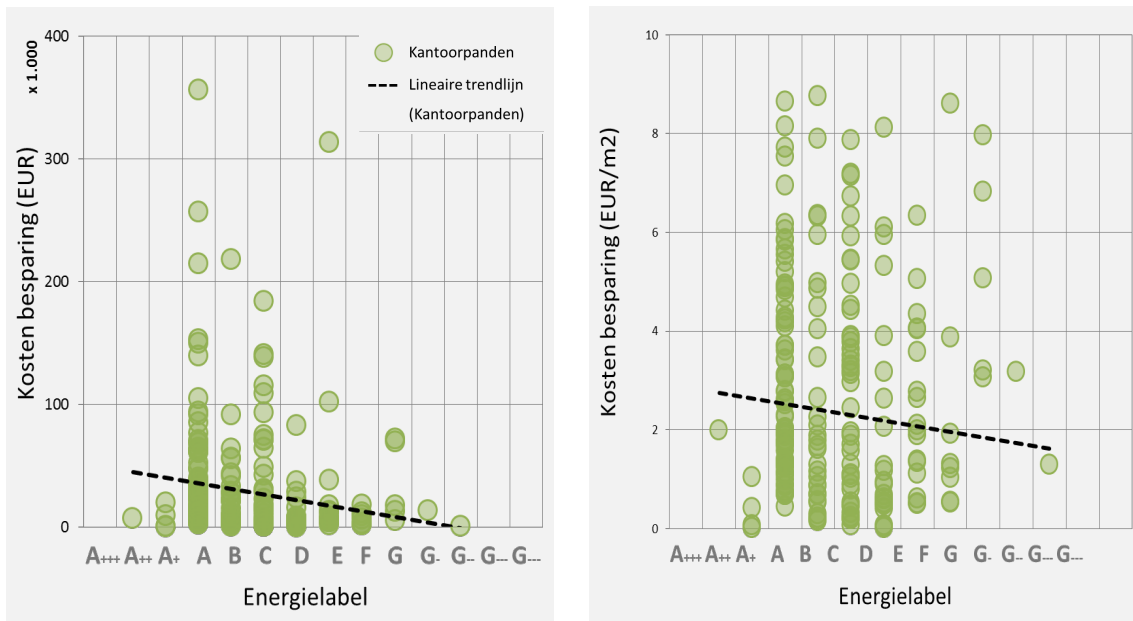 x 1.000
Kosten besparing (EUR)
400
300
200
100
0
Kantoorpanden
Lineaire trendlijn
(Kantoorpanden)
A+++ A++ A+ A B C D E F G G- G-- G--- G----
Energielabel
Kosten besparing (EUR/m2)
10
8
6
4
2
0
A+++ A++ A+ A B C D E F G G- G-- G--- G----
Energielabel